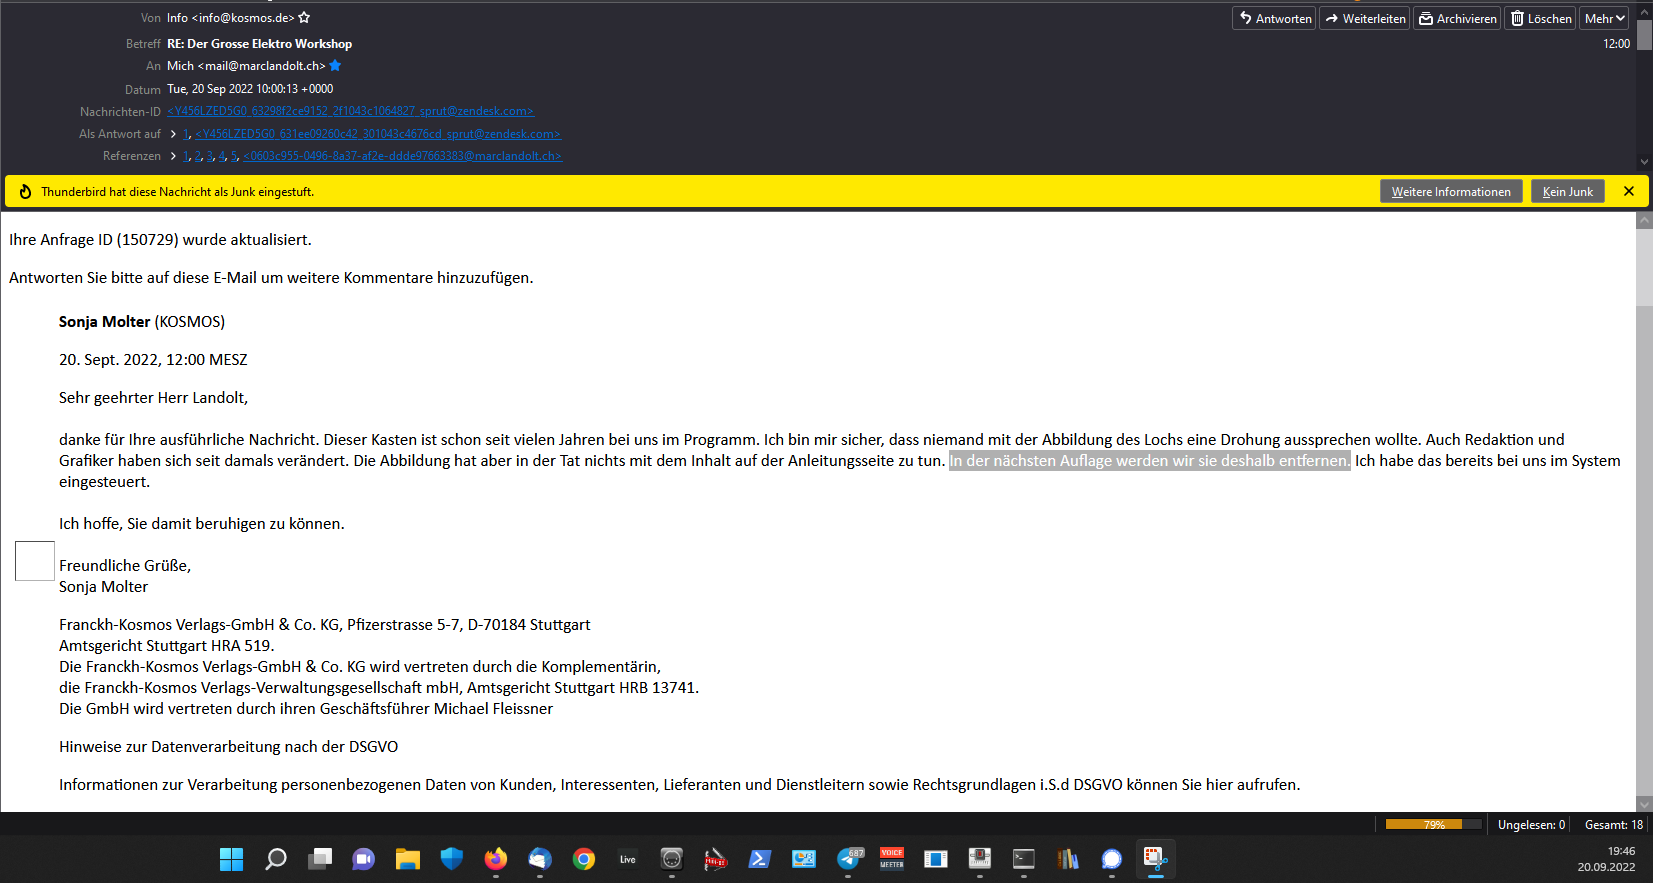 Von Info <info@kosmos.de>
Antworten Weiterleiten Archivieren Löschen Mehr
Betreff RE: Der Grosse Elektro Workshop
12:00
An Mich <mail@marclandolt.ch>
Datum Tue, 20 Sep 2022 10:00:13 +0000
Nachrichten-ID <Y456LZED5G0_63298f2ce9152_2f1043c1064827_sprut@zendesk.com>
Als Antwort auf > 1, <Y456LZED5G0_631ee09260c42_301043c4676cd_sprut@zendesk.com>
Referenzen > 1, 2, 3, 4, 5, <0603c955-0496-8a37-af2e-ddde97663383@marclandolt.ch>
Thunderbird hat diese Nachricht als Junk eingestuft.
Weitere Informationen Kein Junk
Ihre Anfrage ID (150729) wurde aktualisiert.
Antworten Sie bitte auf diese E-Mail um weitere Kommentare hinzuzufügen.
Sonja Molter (KOSMOS)
20. Sept. 2022, 12:00 MESZ
Sehr geehrter Herr Landolt,
danke für Ihre ausführliche Nachricht. Dieser Kasten ist schon seit vielen Jahren bei uns im Programm. Ich bin mir sicher, dass niemand mit der Abbildung des Lochs eine Drohung aussprechen wollte. Auch Redaktion und
Grafiker haben sich seit damals verändert. Die Abbildung hat aber in der Tat nichts mit dem Inhalt auf der Anleitungsseite zu tun. In der nächsten Auflage werden wir sie deshalb entfernen. Ich habe das bereits bei uns im System
eingesteuert.
Ich hoffe, Sie damit beruhigen zu können.
Freundliche Grüße,
Sonja Molter
Franckh-Kosmos Verlags-GmbH & Co. KG, Pfizerstrasse 5-7, D-70184 Stuttgart
Amtsgericht Stuttgart HRA 519.
Die Franckh-Kosmos Verlags-GmbH & Co. KG wird vertreten durch die Komplementärin,
die Franckh-Kosmos Verlags-Verwaltungsgesellschaft mbH, Amtsgericht Stuttgart HRB 13741.
Die GmbH wird vertreten durch ihren Geschäftsführer Michael Fleissner
Hinweise zur Datenverarbeitung nach der DSGVO
Informationen zur Verarbeitung personenbezogenen Daten von Kunden, Interessenten, Lieferanten und Dienstleitern sowie Rechtsgrundlagen i.S.d DSGVO können Sie hier aufrufen.
79% Ungelesen: 0 Gesamt: 18
Live
687
VOICE
MEETER
19:46
20.09.2022